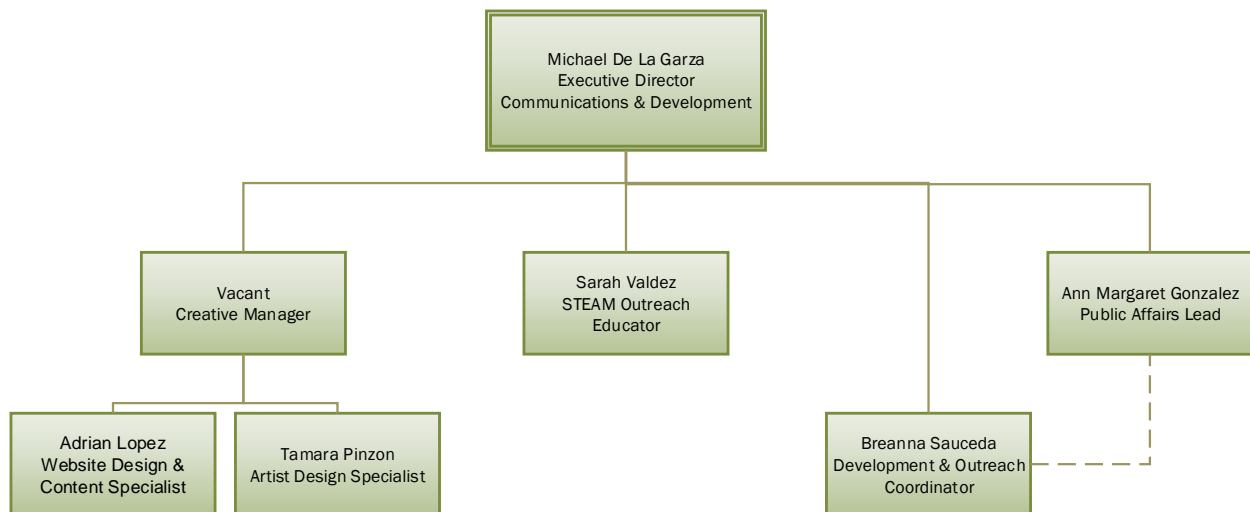 Michael De La Garza
Executive Director
Communications & Development
Vacant
Creative Manager
Sarah Valdez
STEAM Outreach
Educator
Ann Margaret Gonzalez
Public Affairs Lead
Adrian Lopez
Website Design &
Content Specialist
Tamara Pinzon
Artist Design Specialist
Breanna Sauceda
Development & Outreach
Coordinator